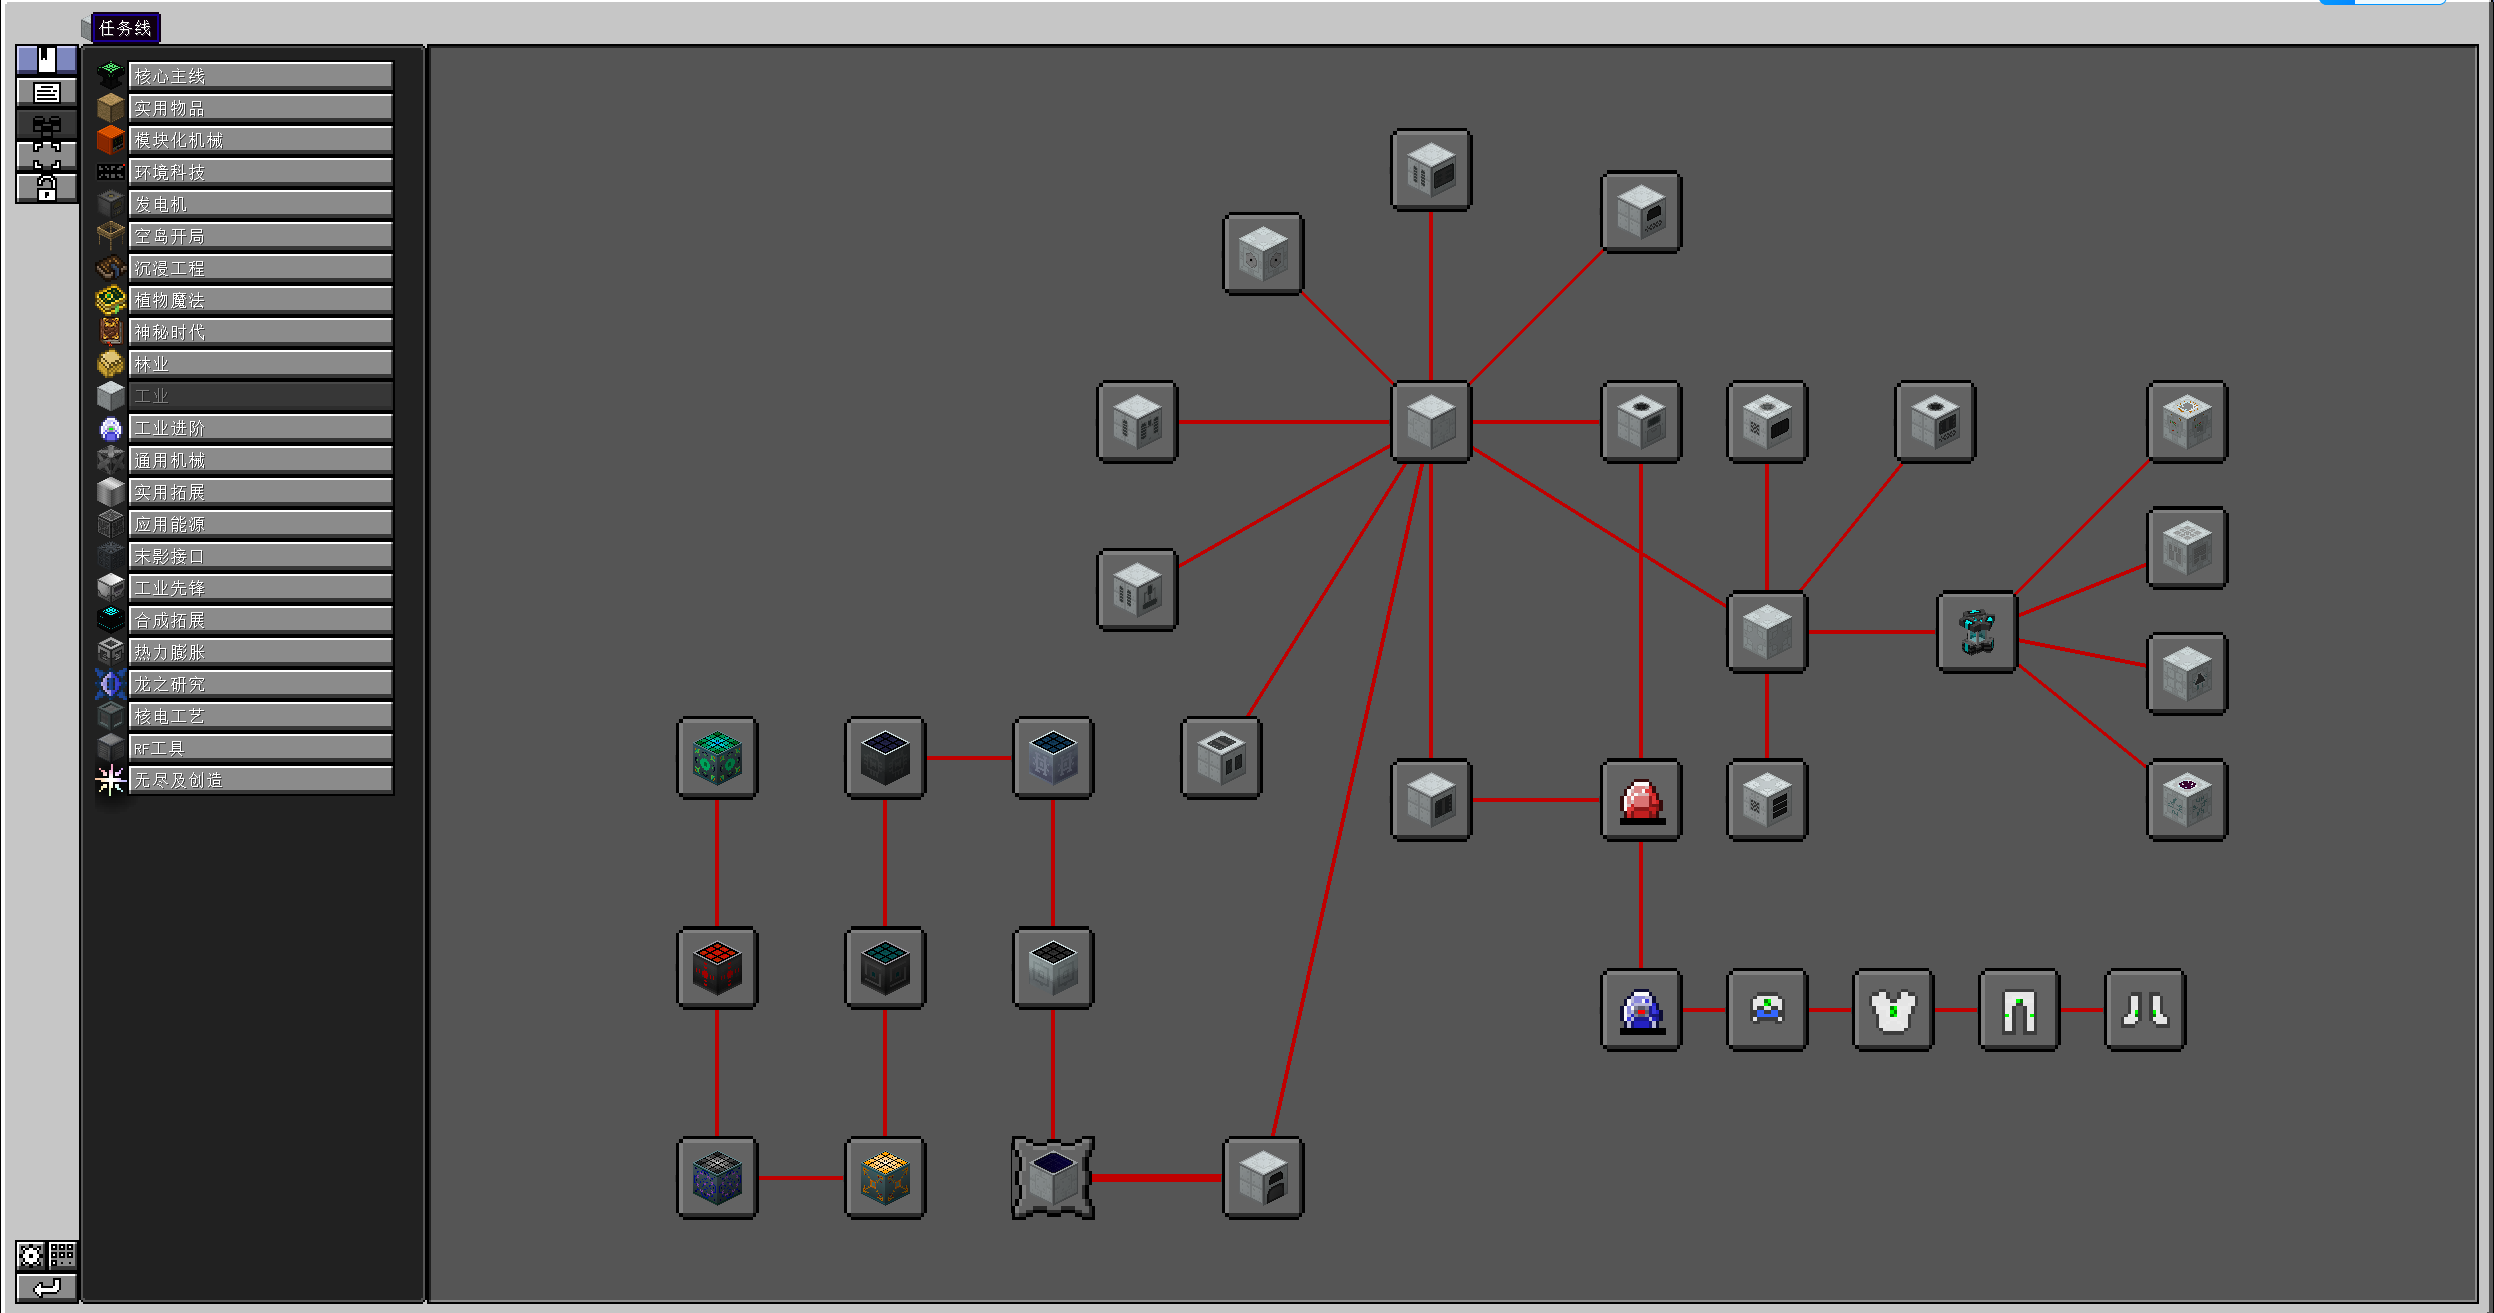 任务线
核心主线
实用物品
模块化机械
环境科技
发电机
空岛开局
沉浸工程
植物魔法
神秘时代
林业
工业
工业进阶
通用机械
实用拓展
应用能源
末影接口
工业先锋
合成拓展
热力膨胀
龙之研究
核电工艺
RF工具
无尽及创造